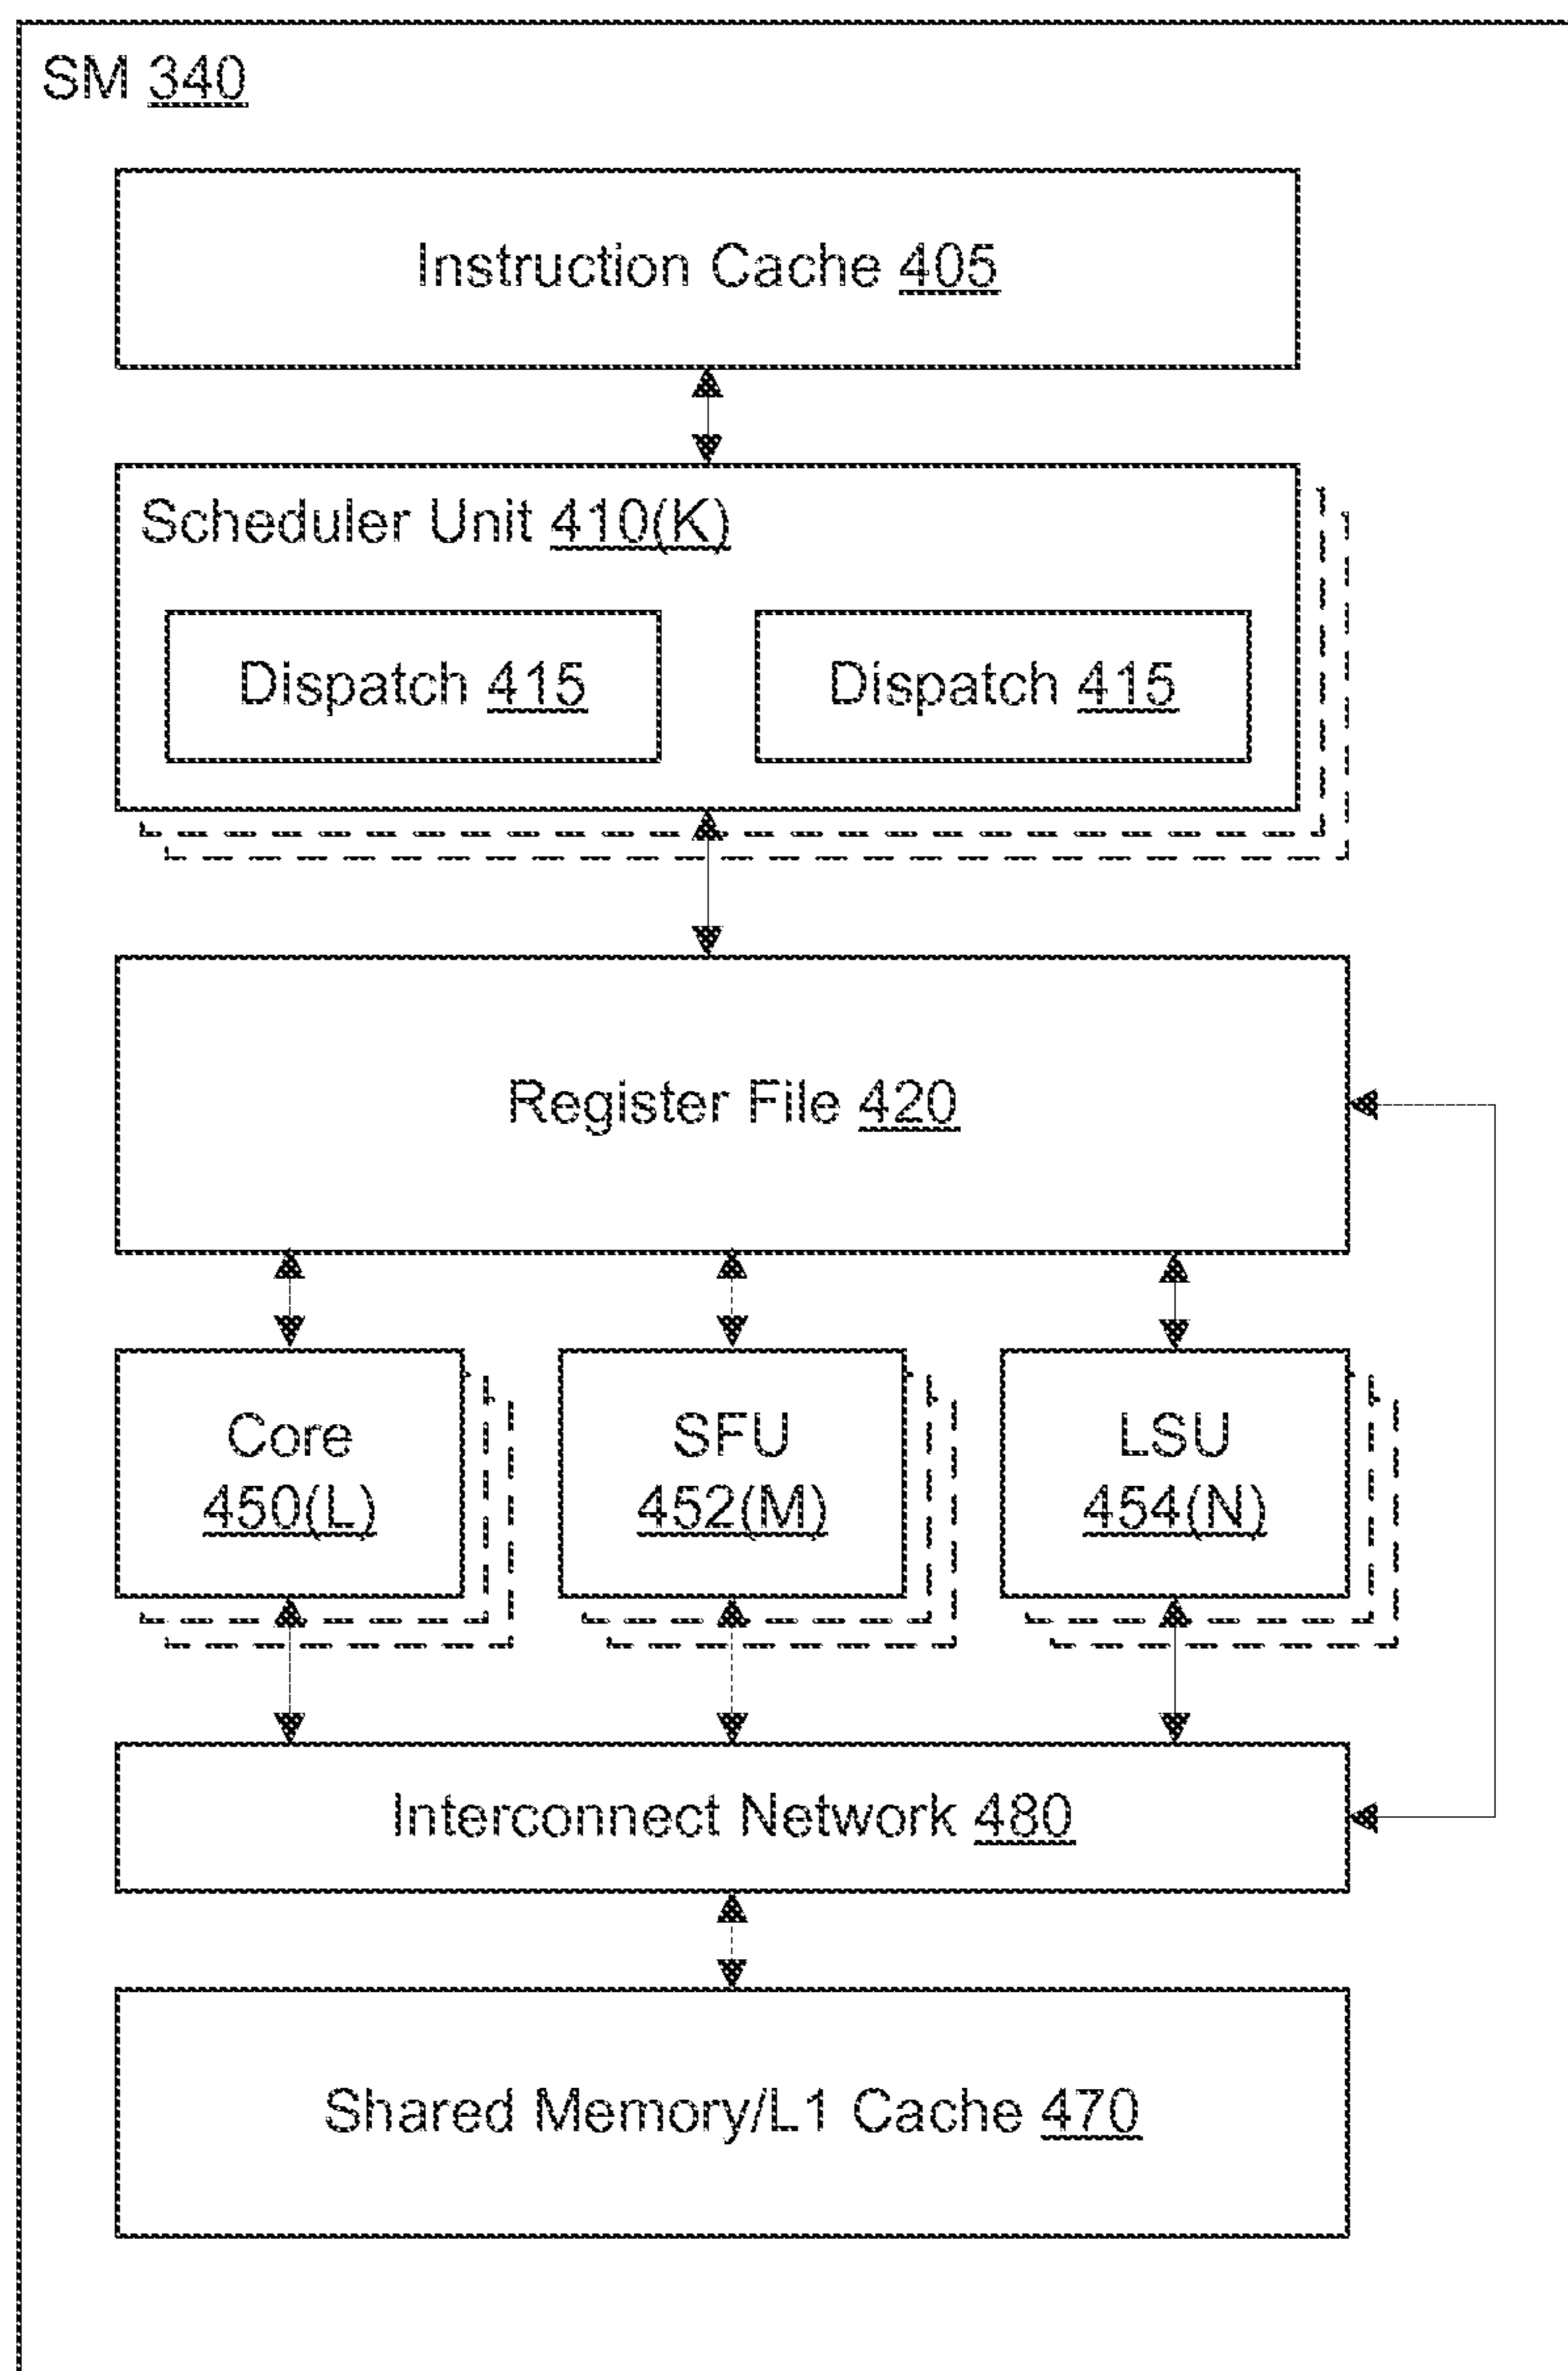 SM 340
Instruction Cache 405
Scheduler Unit 410(K)
Dispatch 415
Dispatch 415
Register File 420
Core
450(L)
SFU
452(M)
LSU
454(N)
Interconnect Network 480
Shared Memory/L1 Cache 470